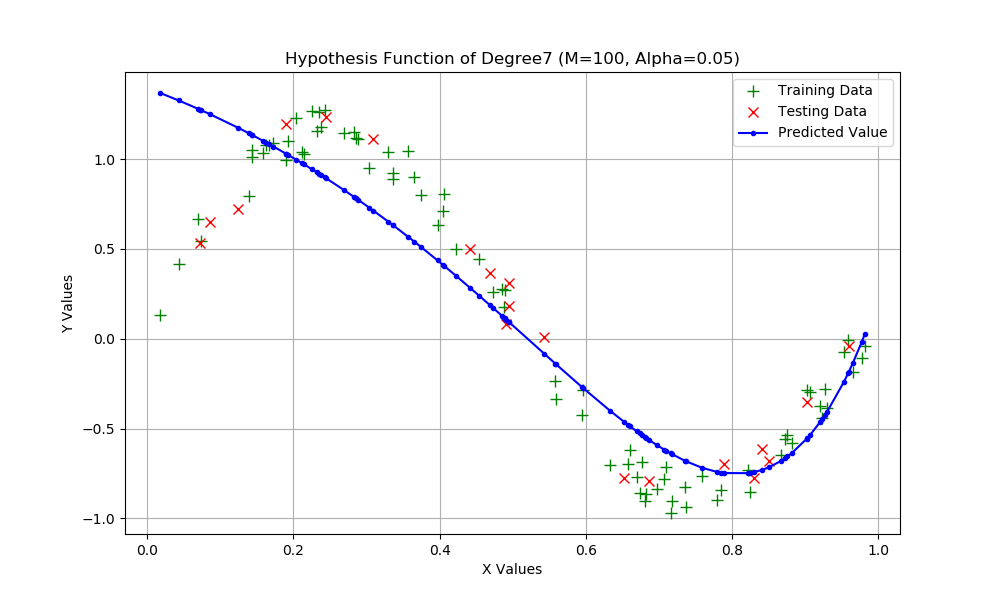 Hypothesis Function of Degree7 (M=100, Alpha=0.05)
Training Data
Testing Data
Predicted Value
Y Values
1.0
0.5
0.0
−0.5
−1.0
0.0 0.2 0.4 0.6 0.8 1.0
X Values